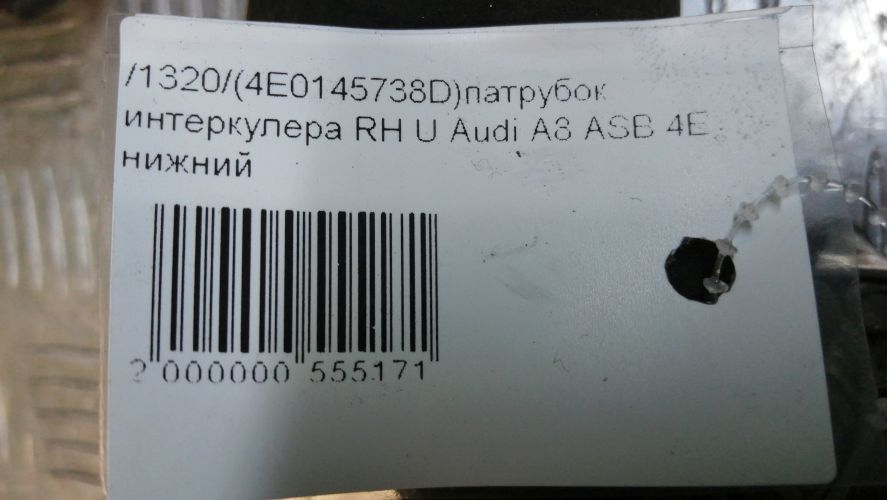 /1320/(4E0145738D)патрубок
интеркулера RH U Audi A8 ASB 4E
нижний
2 000000 555171